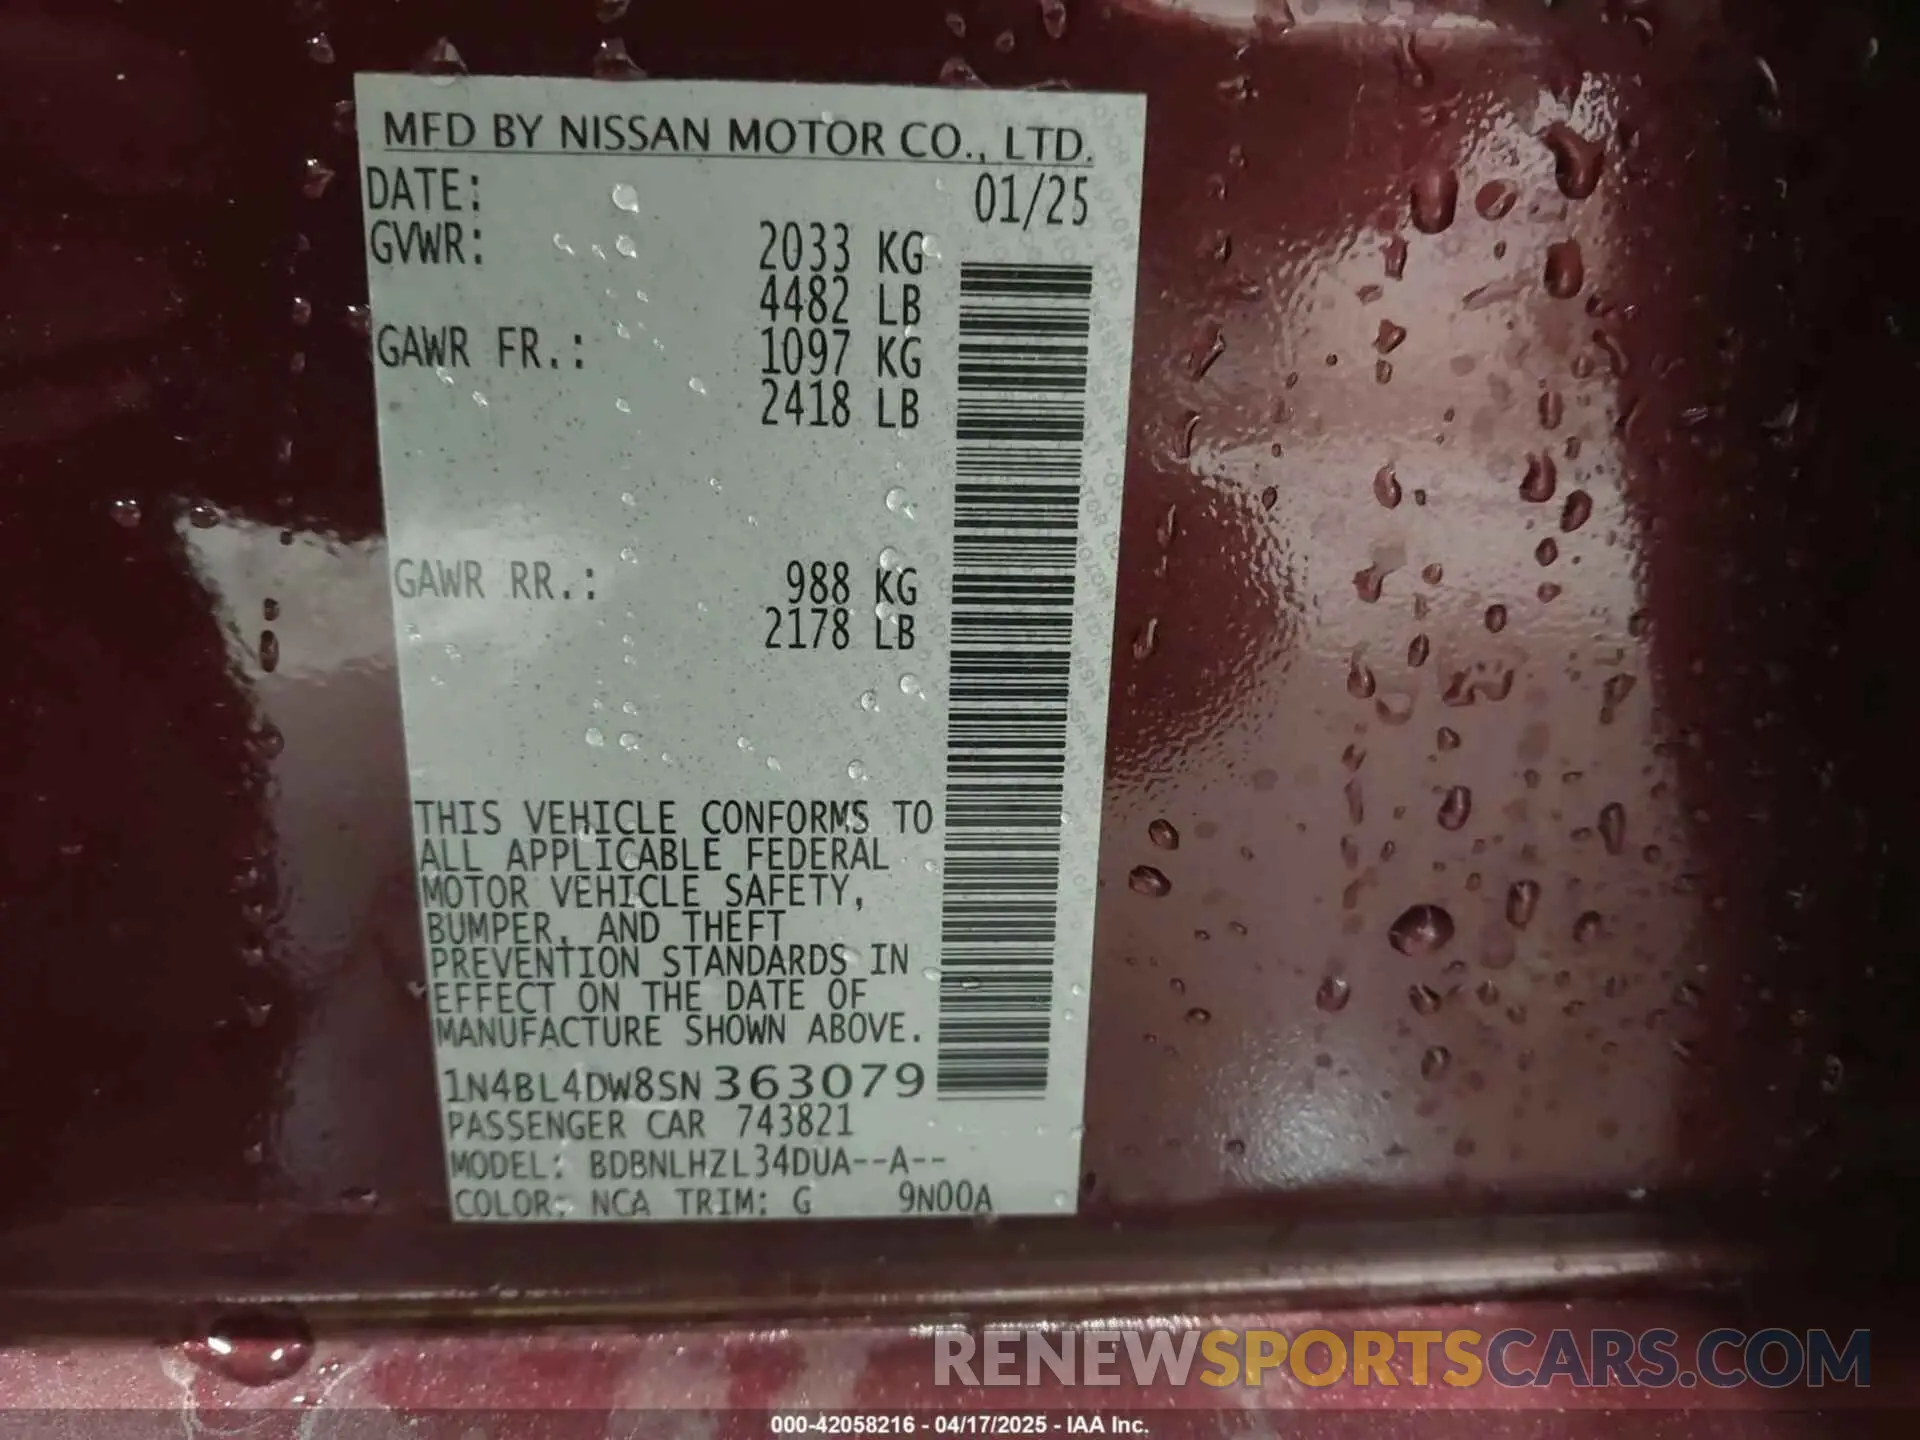 MFD BY NISSAN MOTOR CO., LTD.
DATE: 01/25
GVWR: 2033 KG
4482 LB
GAWR FR.: 1097 KG
2418 LB
GAWR RR.: 988 KG
2178 LB
THIS VEHICLE CONFORMS TO
ALL APPLICABLE FEDERAL
MOTOR VEHICLE SAFETY,
BUMPER, AND THEFT
PREVENTION STANDARDS IN
EFFECT ON THE DATE OF
MANUFACTURE SHOWN ABOVE.
1N4BL4DW8SN363079
PASSENGER CAR 743821
MODEL: BDBNLHZL34DUA--A--
COLOR: NCA TRIM: G 9N00A
RENEWSPORTSCARS.COM
000-42058216 - 04/17/2025 - IAA Inc.